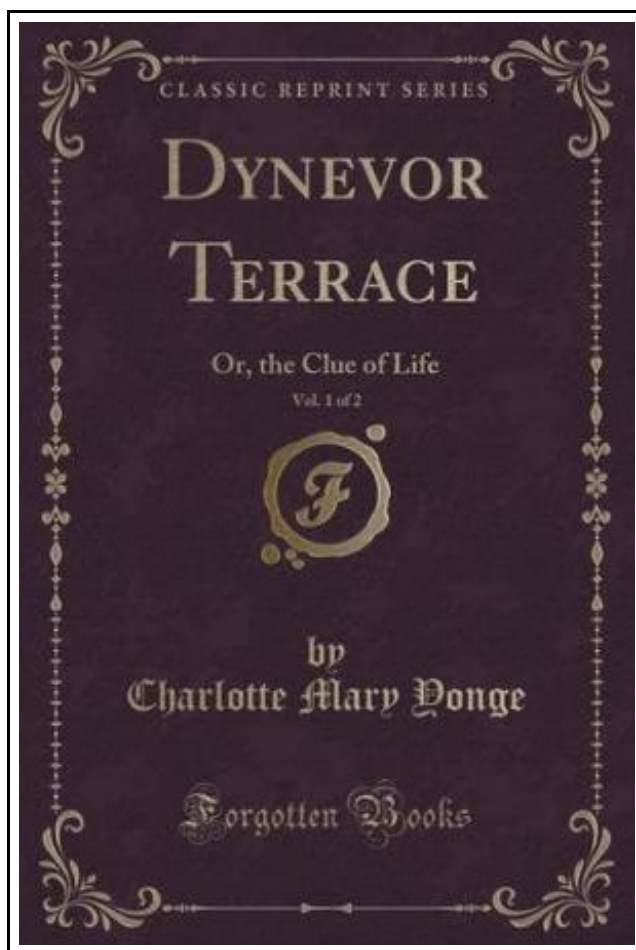 CLASSIC REPRINT SERIES
DYNEVOR
TERRACE
Or, the Clue of Life
Vol. 1 of 2
F
by
Charlotte Mary Yonge
Forgotten Books